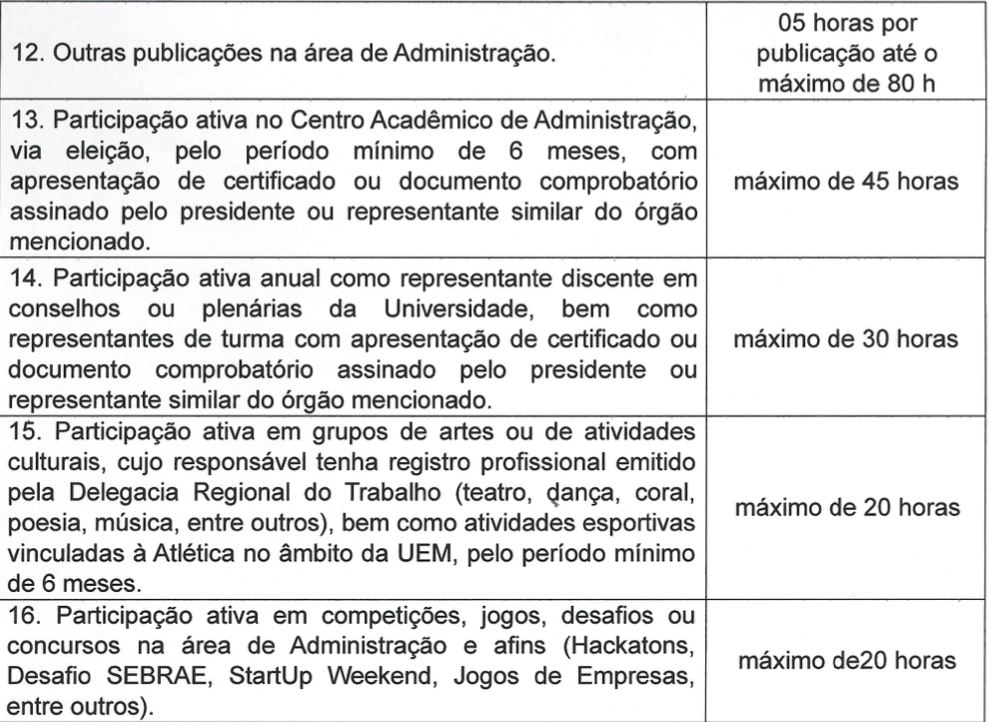 12. Outras publicações na área de Administração.
05 horas por
publicação até o
máximo de 80 h
13. Participação ativa no Centro Acadêmico de Administração,
via eleição, pelo período mínimo de 6 meses, com
apresentação de certificado ou documento comprobatório
assinado pelo presidente ou representante similar do órgão
mencionado.
máximo de 45 horas
14. Participação ativa anual como representante discente em
conselhos ou plenárias da Universidade, bem como
representantes de turma com apresentação de certificado ou
documento comprobatório assinado pelo presidente ou
representante similar do órgão mencionado.
máximo de 30 horas
15. Participação ativa em grupos de artes ou de atividades
culturais, cujo responsável tenha registro profissional emitido
pela Delegacia Regional do Trabalho (teatro, dança, coral,
poesia, música, entre outros), bem como atividades esportivas
vinculadas à Atlética no âmbito da UEM, pelo período mínimo
de 6 meses.
máximo de 20 horas
16. Participação ativa em competições, jogos, desafios ou
concursos na área de Administração e afins (Hackatons,
Desafio SEBRAE, StartUp Weekend, Jogos de Empresas,
entre outros).
máximo de20 horas